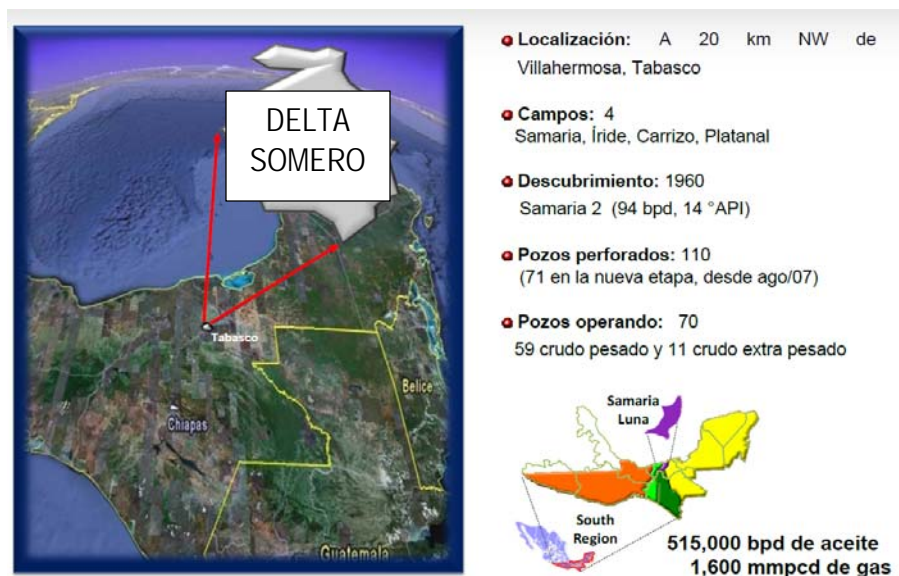 DELTA
SOMERO
Tabasco
Belice
Chiapas
Guatemala
Localización: A 20 km NW de
Villahermosa, Tabasco
Campos: 4
Samaria, Íride, Carrizo, Platanal
Descubrimiento: 1960
Samaria 2 (94 bpd, 14 °API)
Pozos perforados: 110
(71 en la nueva etapa, desde ago/07)
Pozos operando: 70
59 crudo pesado y 11 crudo extra pesado
Samaria
Luna
South
Region
515,000 bpd de aceite
1,600 mmpcd de gas